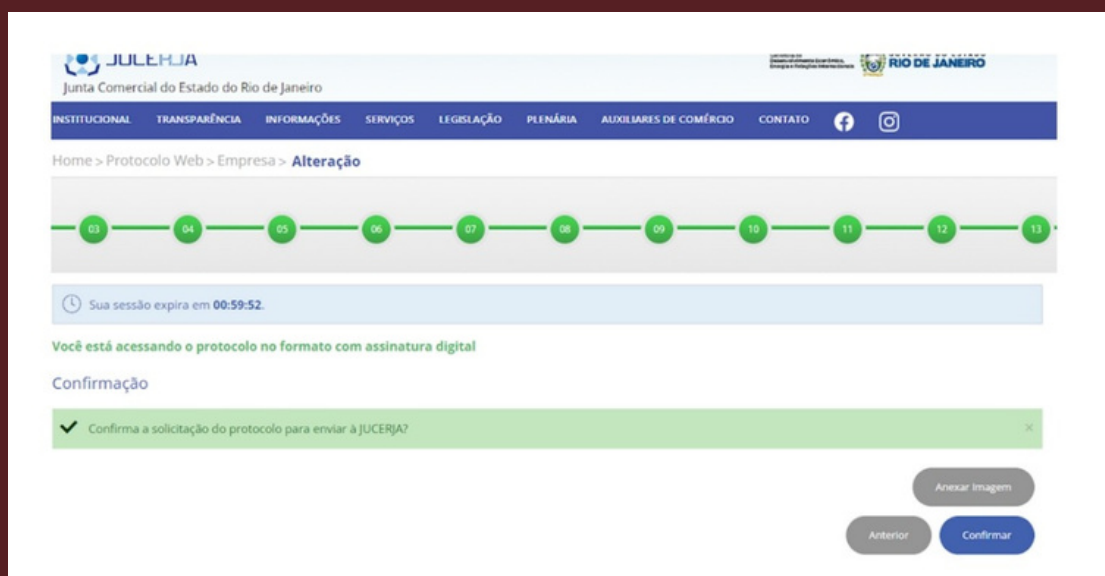 JUCERJA
Junta Comercial do Estado do Rio de Janeiro
RIO DE JANEIRO
INSTITUCIONAL TRANSPARÊNCIA INFORMAÇÕES SERVIÇOS LEGISLAÇÃO PLENÁRIA AUXILIARES DE COMÉRCIO CONTATO
Home > Protocolo Web > Empresa > Alteração
03 04 05 06 07 08 09 10 11 12 13
Sua sessão expira em 00:59:52.
Você está acessando o protocolo no formato com assinatura digital
Confirmação
Confirma a solicitação do protocolo para enviar à JUCERJA?
Anexar Imagem
Anterior Confirmar